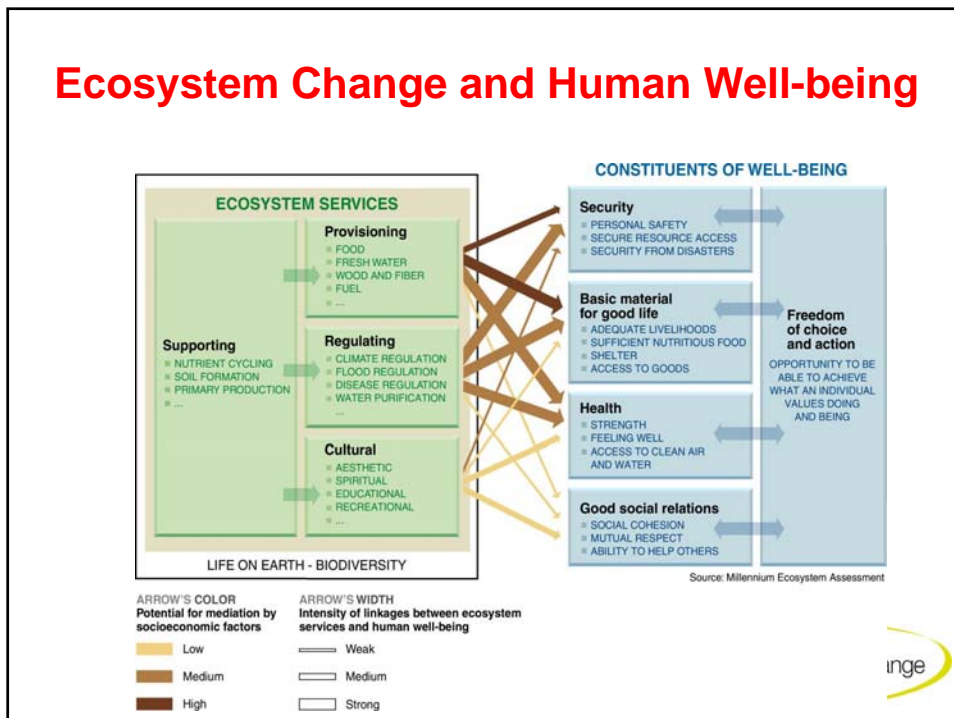 Ecosystem Change and Human Well-being
CONSTITUENTS OF WELL-BEING
ECOSYSTEM SERVICES
Supporting
NUTRIENT CYCLING
SOIL FORMATION
PRIMARY PRODUCTION
...
Provisioning
FOOD
FRESH WATER
WOOD AND FIBER
FUEL
...
Regulating
CLIMATE REGULATION
FLOOD REGULATION
DISEASE REGULATION
WATER PURIFICATION
...
Cultural
AESTHETIC
SPIRITUAL
EDUCATIONAL
RECREATIONAL
...
LIFE ON EARTH - BIODIVERSITY
Security
PERSONAL SAFETY
SECURE RESOURCE ACCESS
SECURITY FROM DISASTERS
Basic material
for good life
ADEQUATE LIVELIHOODS
SUFFICIENT NUTRITIOUS FOOD
SHELTER
ACCESS TO GOODS
Health
STRENGTH
FEELING WELL
ACCESS TO CLEAN AIR
AND WATER
Good social relations
SOCIAL COHESION
MUTUAL RESPECT
ABILITY TO HELP OTHERS
Freedom
of choice
and action
OPPORTUNITY TO BE
ABLE TO ACHIEVE
WHAT AN INDIVIDUAL
VALUES DOING
AND BEING
Source: Millennium Ecosystem Assessment
ARROW'S COLOR
Potential for mediation by
socioeconomic factors
Low
Medium
High
ARROW'S WIDTH
Intensity of linkages between ecosystem
services and human well-being
Weak
Medium
Strong
nge